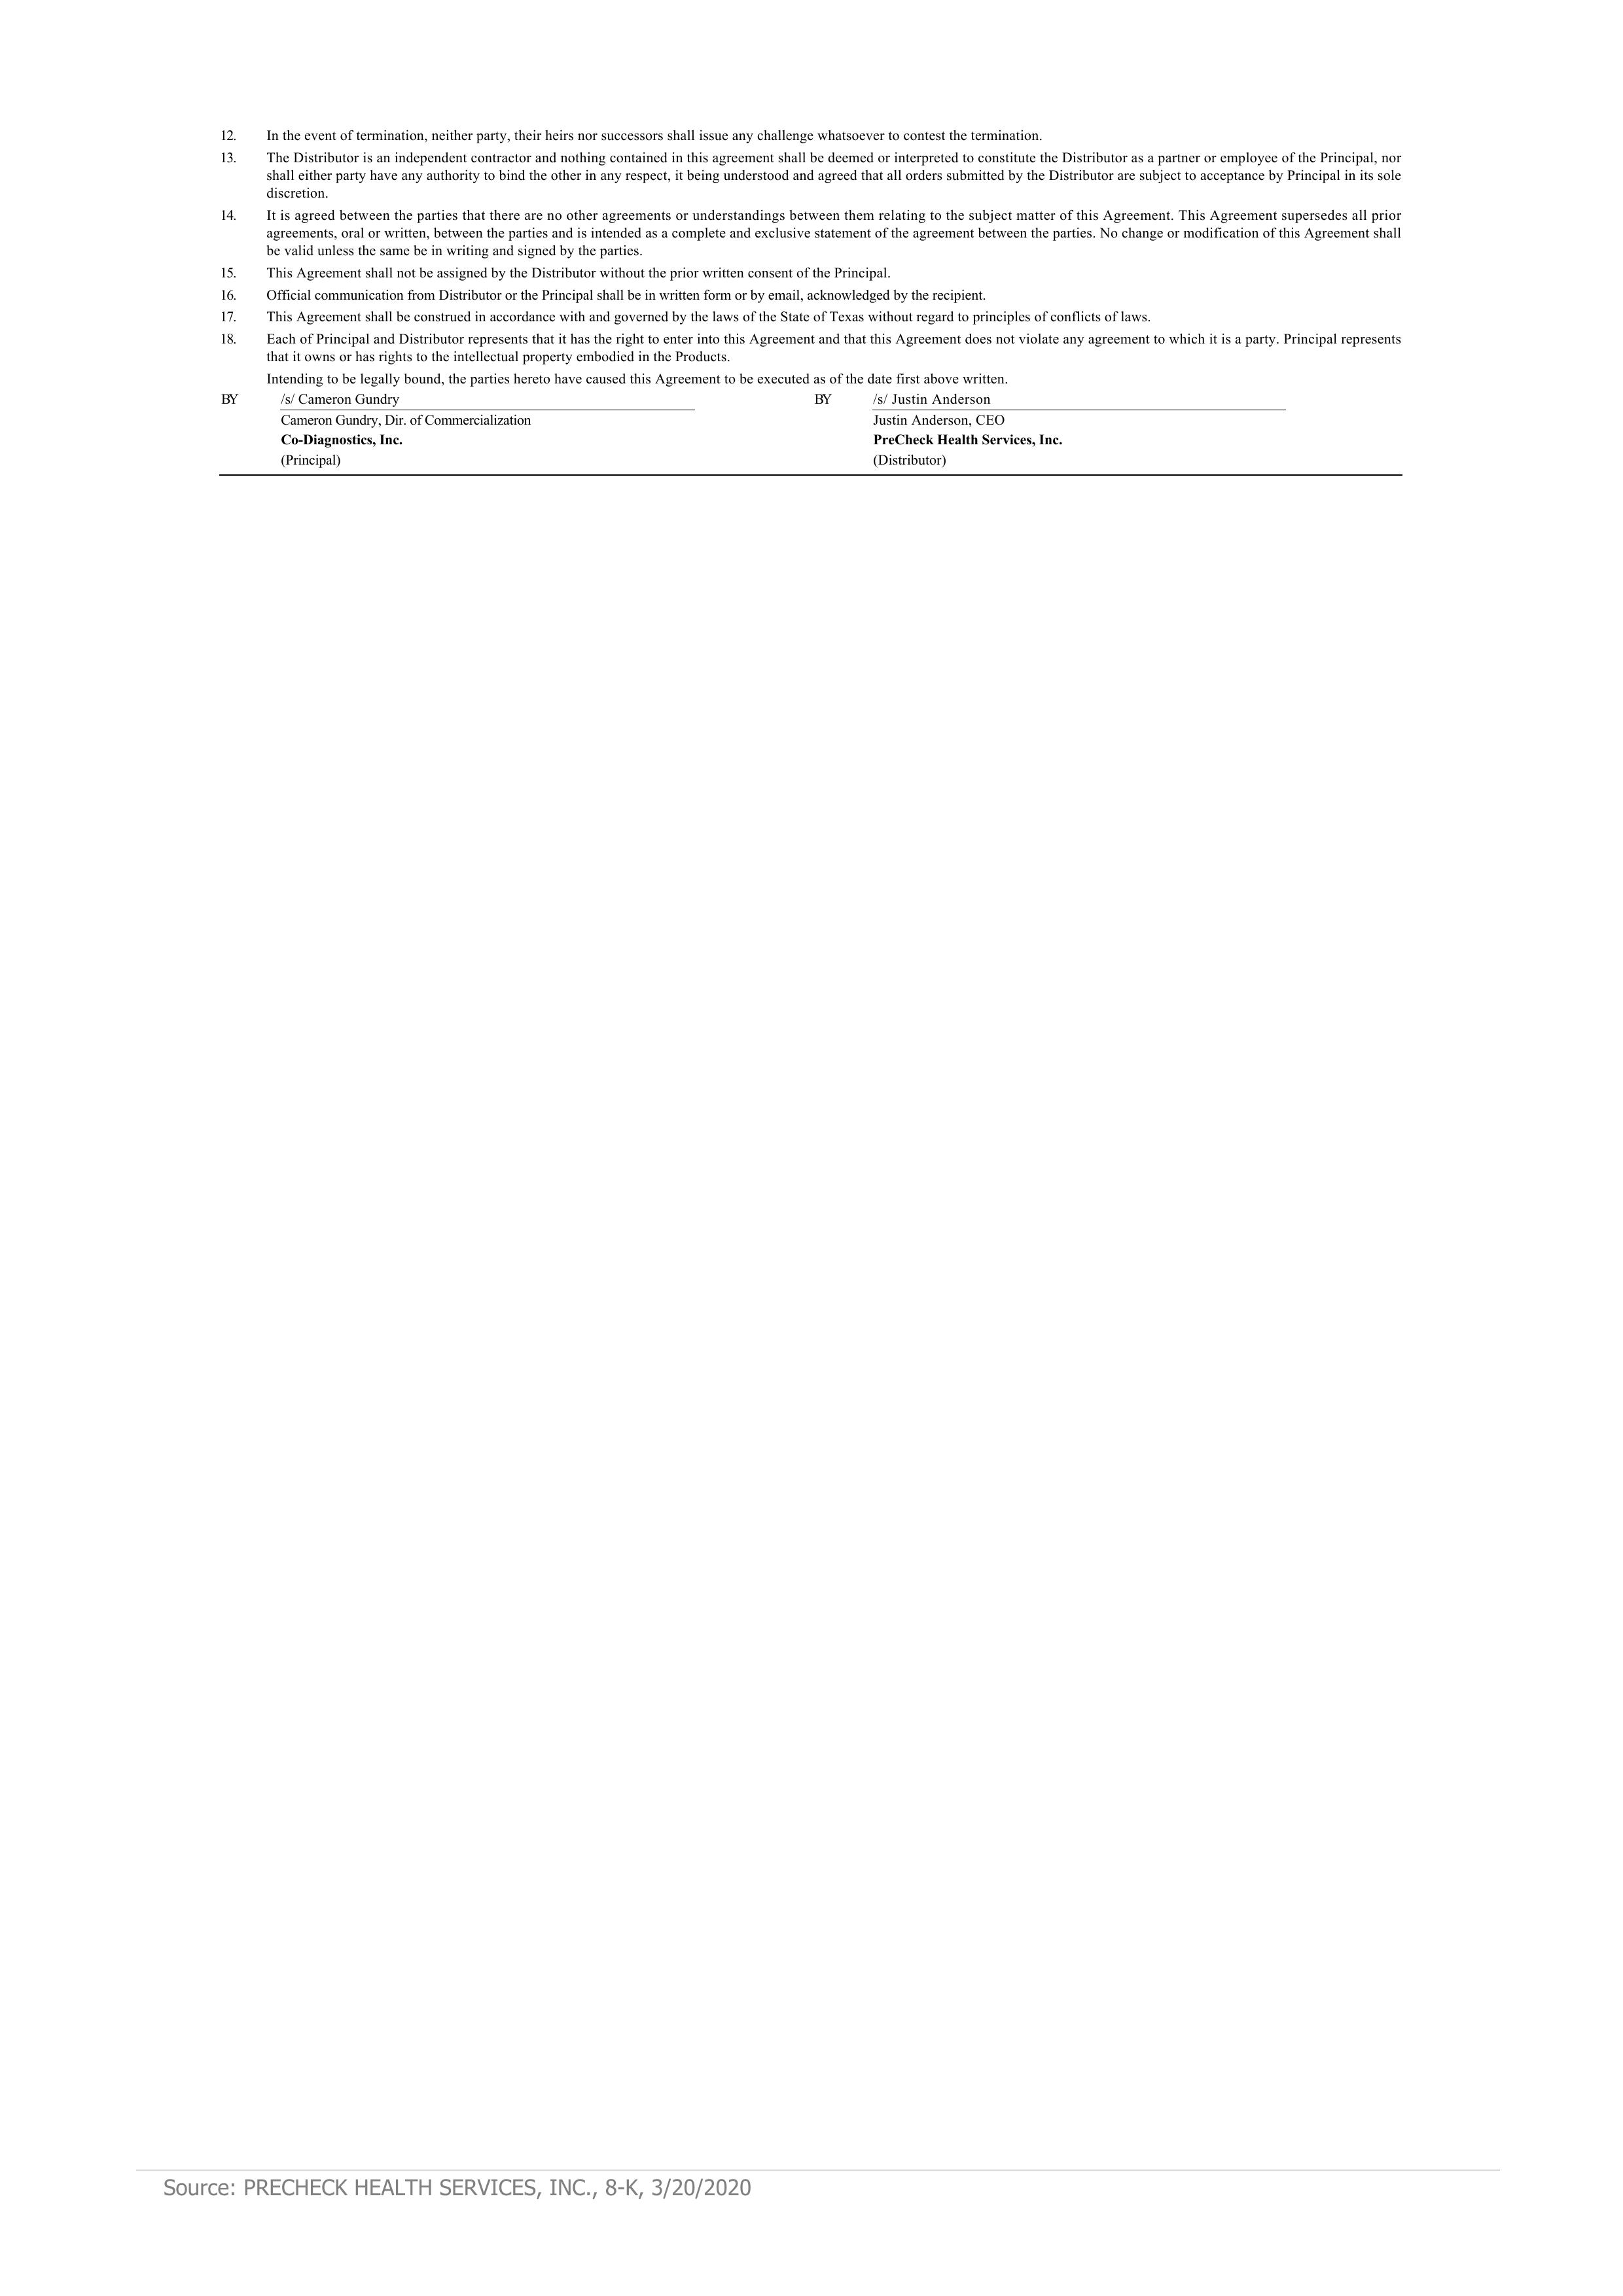 12. In the event of termination, neither party, their heirs nor successors shall issue any challenge whatsoever to contest the termination.
13. The Distributor is an independent contractor and nothing contained in this agreement shall be deemed or interpreted to constitute the Distributor as a partner or employee of the Principal, nor
shall either party have any authority to bind the other in any respect, it being understood and agreed that all orders submitted by the Distributor are subject to acceptance by Principal in its sole
discretion.
14. It is agreed between the parties that there are no other agreements or understandings between them relating to the subject matter of this Agreement. This Agreement supersedes all prior
agreements, oral or written, between the parties and is intended as a complete and exclusive statement of the agreement between the parties. No change or modification of this Agreement shall
be valid unless the same be in writing and signed by the parties.
15. This Agreement shall not be assigned by the Distributor without the prior written consent of the Principal.
16. Official communication from Distributor or the Principal shall be in written form or by email, acknowledged by the recipient.
17. This Agreement shall be construed in accordance with and governed by the laws of the State of Texas without regard to principles of conflicts of laws.
18. Each of Principal and Distributor represents that it has the right to enter into this Agreement and that this Agreement does not violate any agreement to which it is a party. Principal represents
that it owns or has rights to the intellectual property embodied in the Products.
Intending to be legally bound, the parties hereto have caused this Agreement to be executed as of the date first above written.
BY /s/ Cameron Gundry BY /s/ Justin Anderson
Cameron Gundry, Dir. of Commercialization Justin Anderson, CEO
Co-Diagnostics, Inc. PreCheck Health Services, Inc.
(Principal) (Distributor)
Source: PRECHECK HEALTH SERVICES, INC., 8-K, 3/20/2020